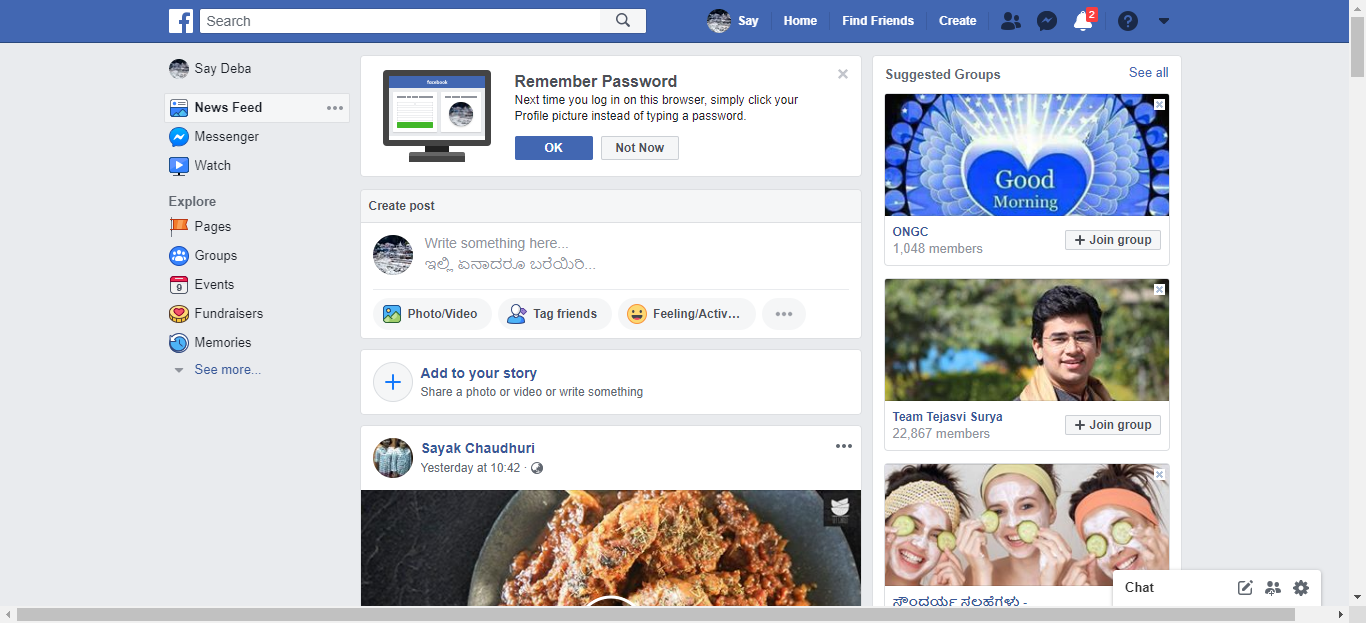 Search
Say
Home
Find Friends
Create
2
Say Deba
News Feed
Messenger
Watch
Explore
Pages
Groups
9
Events
Fundraisers
Memories
See more...
facebook
Remember Password
Next time you log in on this browser, simply click your
Profile picture instead of typing a password.
OK
Not Now
Create post
Write something here...
ಇಲ್ಲಿ ಏನಾದರೂ ಬರೆಯಿರಿ...
Photo/Video
Tag friends
Feeling/Activ...
Add to your story
Share a photo or video or write something
Sayak Chaudhuri
Yesterday at 10:42 ·
Suggested Groups
See all
Good
Morning
ONGC
1,048 members
Join group
Team Tejasvi Surya
22,867 members
Join group
ಸೌಂದರ್ಯ ಸಲಹೆಗಳು -
Chat